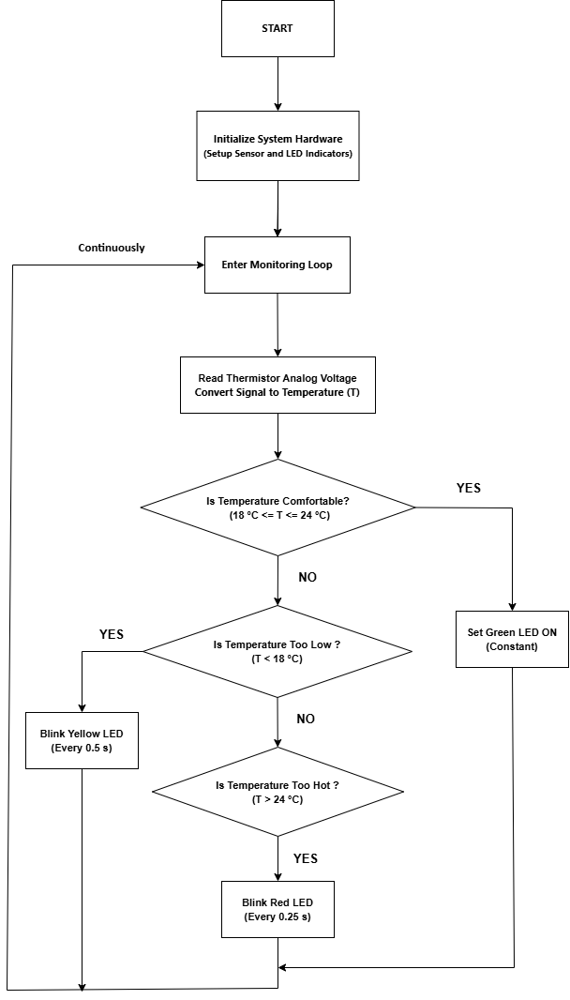 START
Initialize System Hardware
(Setup Sensor and LED Indicators)
Continuously
Enter Monitoring Loop
Read Thermistor Analog Voltage
Convert Signal to Temperature (T)
Is Temperature Comfortable?
(18 °C <= T <= 24 °C)
YES
NO
Set Green LED ON
(Constant)
Is Temperature Too Low ?
(T < 18 °C)
YES
NO
Blink Yellow LED
(Every 0.5 s)
Is Temperature Too Hot ?
(T > 24 °C)
YES
Blink Red LED
(Every 0.25 s)